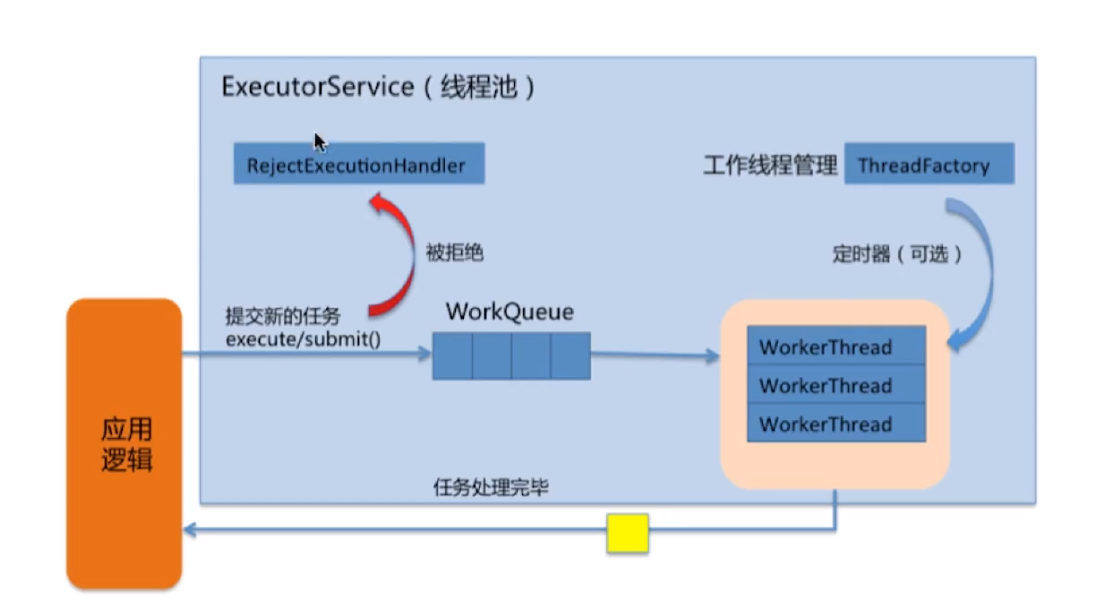 ExecutorService（线程池）
RejectExecutionHandler
工作线程管理
ThreadFactory
被拒绝
定时器（可选）
提交新的任务
execute/submit()
WorkQueue
WorkerThread
WorkerThread
WorkerThread
应用
逻辑
任务处理完毕